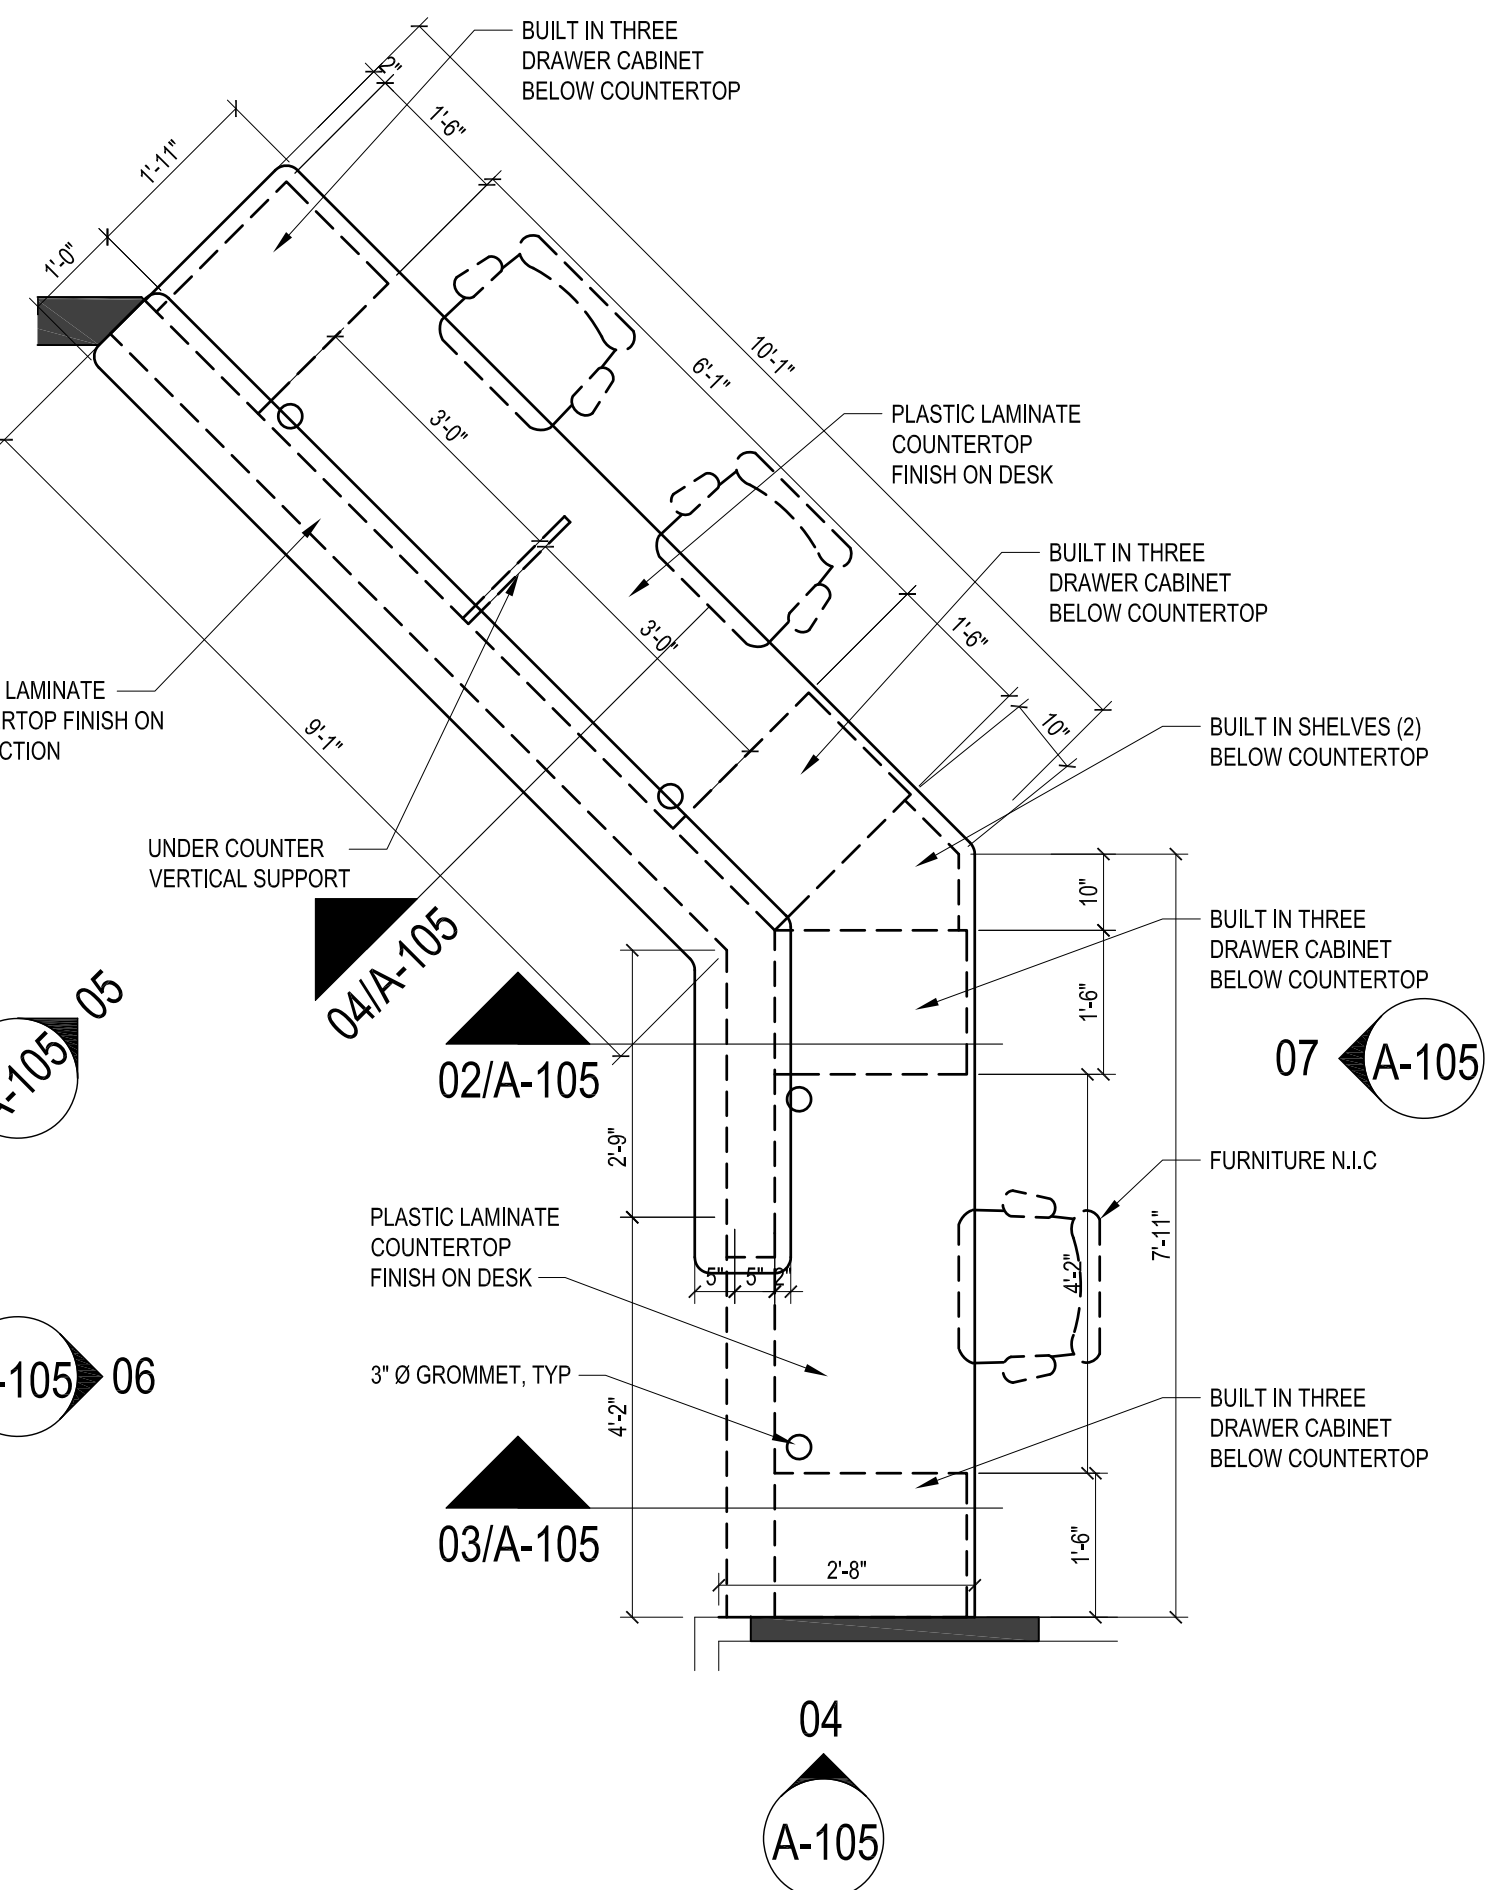 BUILT IN THREE
DRAWER CABINET
BELOW COUNTERTOP
2"
1'-6"
1'-11"
1'-0"
10'-1"
6'-1"
3'-0"
PLASTIC LAMINATE
COUNTERTOP
FINISH ON DESK
BUILT IN THREE
DRAWER CABINET
BELOW COUNTERTOP
1'-6"
3'-0"
10"
LAMINATE
RTOP FINISH ON
CTION
9'-1"
BUILT IN SHELVES (2)
BELOW COUNTERTOP
UNDER COUNTER
VERTICAL SUPPORT
10"
BUILT IN THREE
DRAWER CABINET
BELOW COUNTERTOP
1'-6"
04/A-105
05
-105
02/A-105
07
A-105
2'-9"
FURNITURE N.I.C
PLASTIC LAMINATE
COUNTERTOP
FINISH ON DESK
7'-11"
4'-2"
5"
5"
2"
3" Ø GROMMET, TYP
-105
06
4'-2"
BUILT IN THREE
DRAWER CABINET
BELOW COUNTERTOP
03/A-105
1'-6"
2'-8"
04
A-105